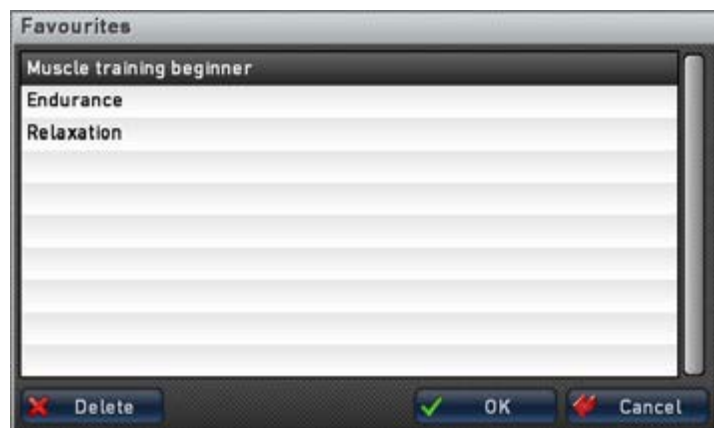 Favourites
Muscle training beginner
Endurance
Relaxation
Delete OK Cancel